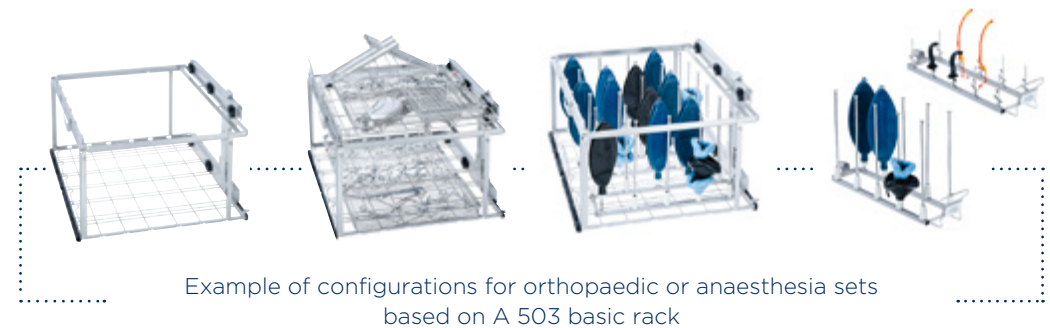 Example of configurations for orthopaedic or anaesthesia sets
based on A 503 basic rack